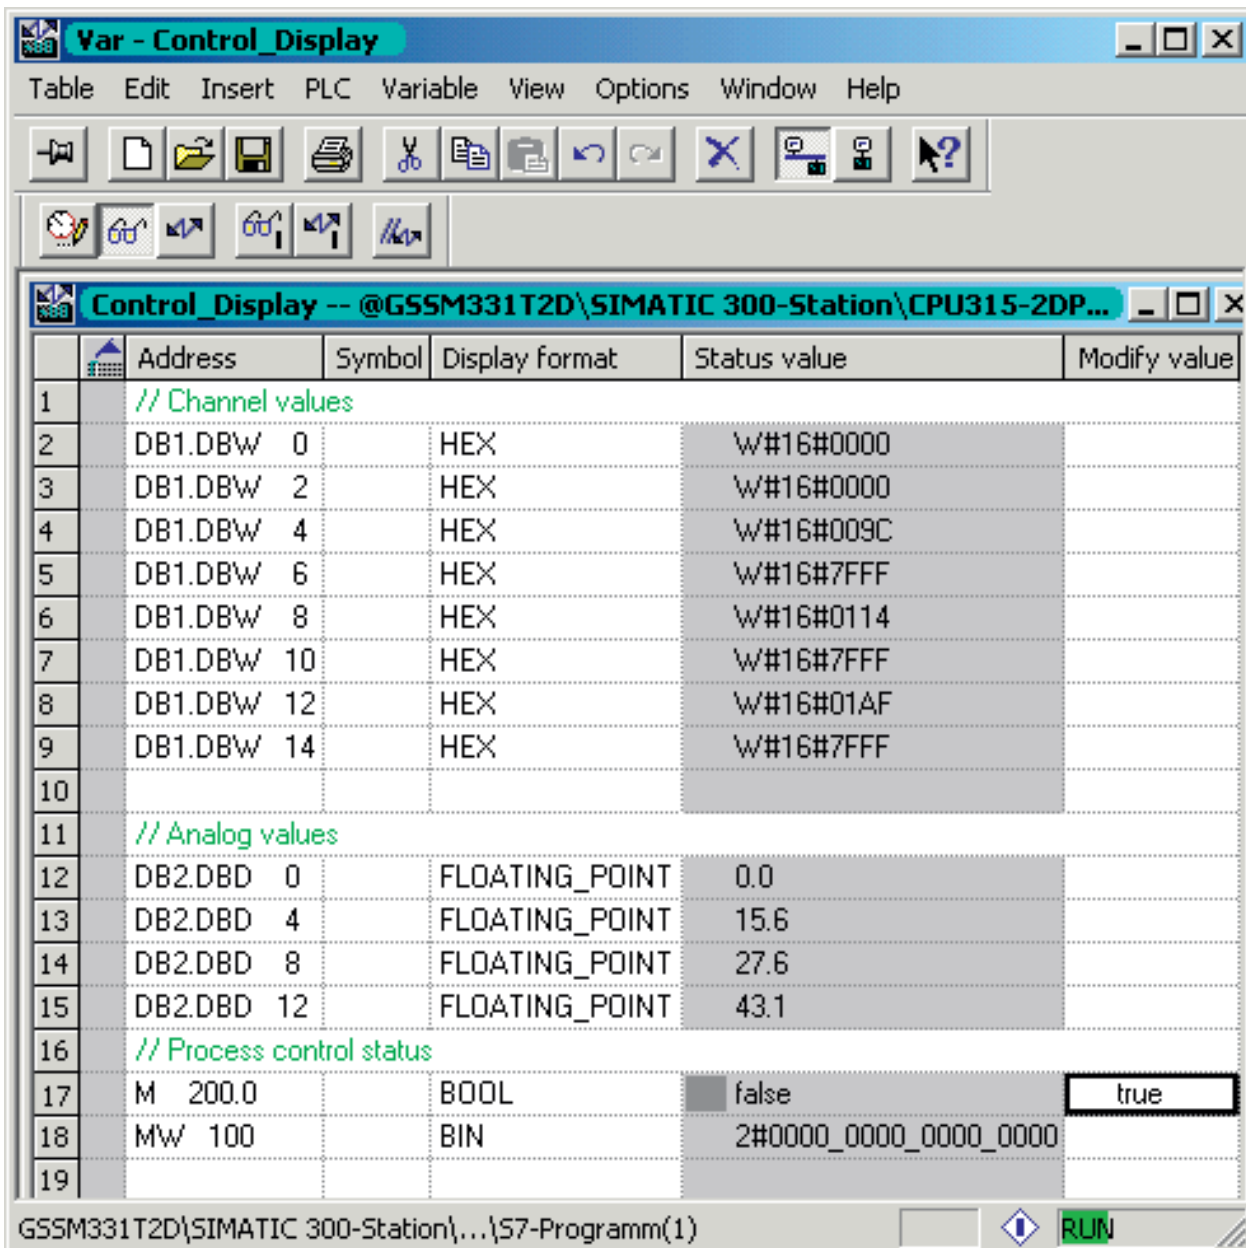 Var - Control_Display
Table Edit Insert PLC Variable View Options Window Help
Control_Display -- @GSSM331T2D\SIMATIC 300-Station\CPU315-2DP...
Address Symbol Display format Status value Modify value
1 // Channel values
2 DB1.DBW 0 HEX W#16#0000
3 DB1.DBW 2 HEX W#16#0000
4 DB1.DBW 4 HEX W#16#009C
5 DB1.DBW 6 HEX W#16#7FFF
6 DB1.DBW 8 HEX W#16#0114
7 DB1.DBW 10 HEX W#16#7FFF
8 DB1.DBW 12 HEX W#16#01AF
9 DB1.DBW 14 HEX W#16#7FFF
10
11 // Analog values
12 DB2.DBD 0 FLOATING_POINT 0.0
13 DB2.DBD 4 FLOATING_POINT 15.6
14 DB2.DBD 8 FLOATING_POINT 27.6
15 DB2.DBD 12 FLOATING_POINT 43.1
16 // Process control status
17 M 200.0 BOOL false true
18 MW 100 BIN 2#0000_0000_0000_0000
19
GSSM331T2D\SIMATIC 300-Station\...\S7-Programm(1) RUN